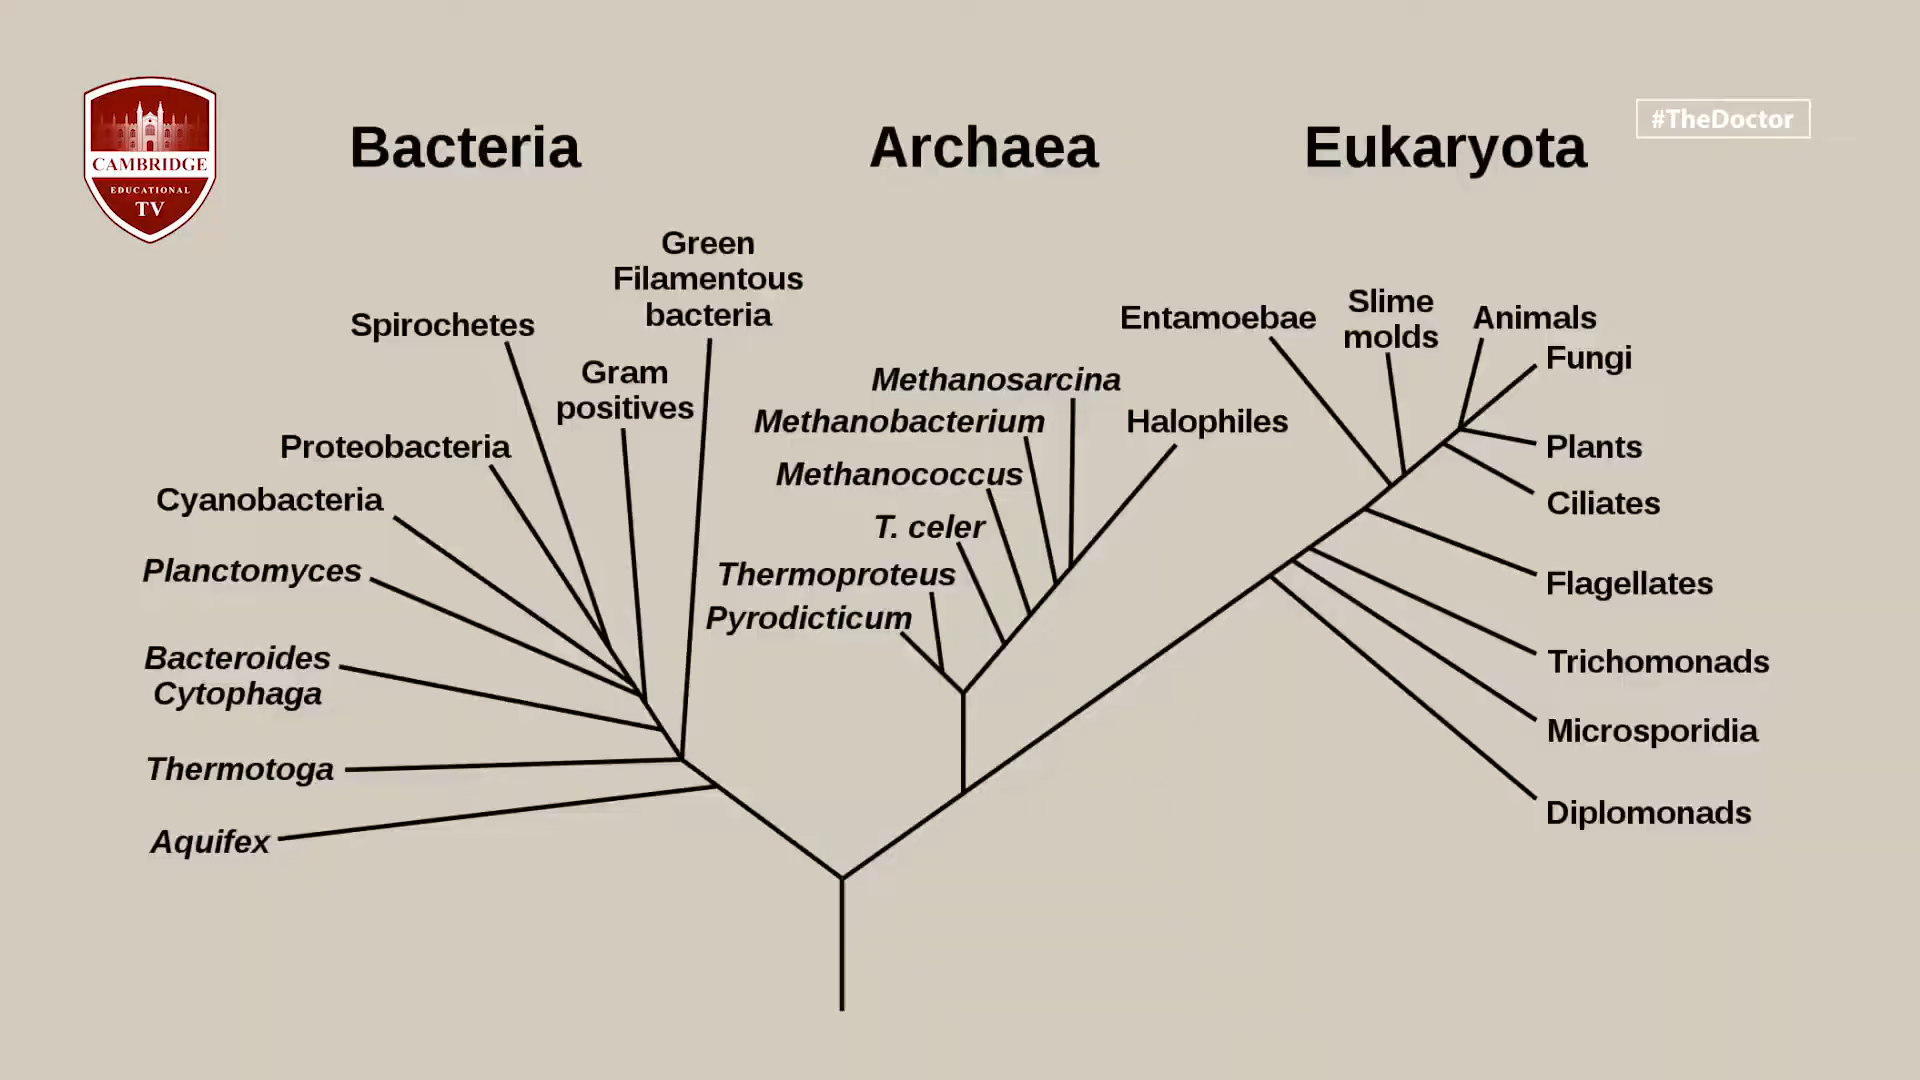 CAMBRIDGE
EDUCATIONAL
TV
#TheDoctor
Bacteria
Archaea
Eukaryota
Green
Filamentous
bacteria
Spirochetes
Gram
positives
Proteobacteria
Cyanobacteria
Planctomyces
Bacteroides
Cytophaga
Thermotoga
Aquifex
Methanosarcina
Methanobacterium
Halophiles
Methanococcus
T. celer
Thermoproteus
Pyrodicticum
Entamoebae
Slime
molds
Animals
Fungi
Plants
Ciliates
Flagellates
Trichomonads
Microsporidia
Diplomonads